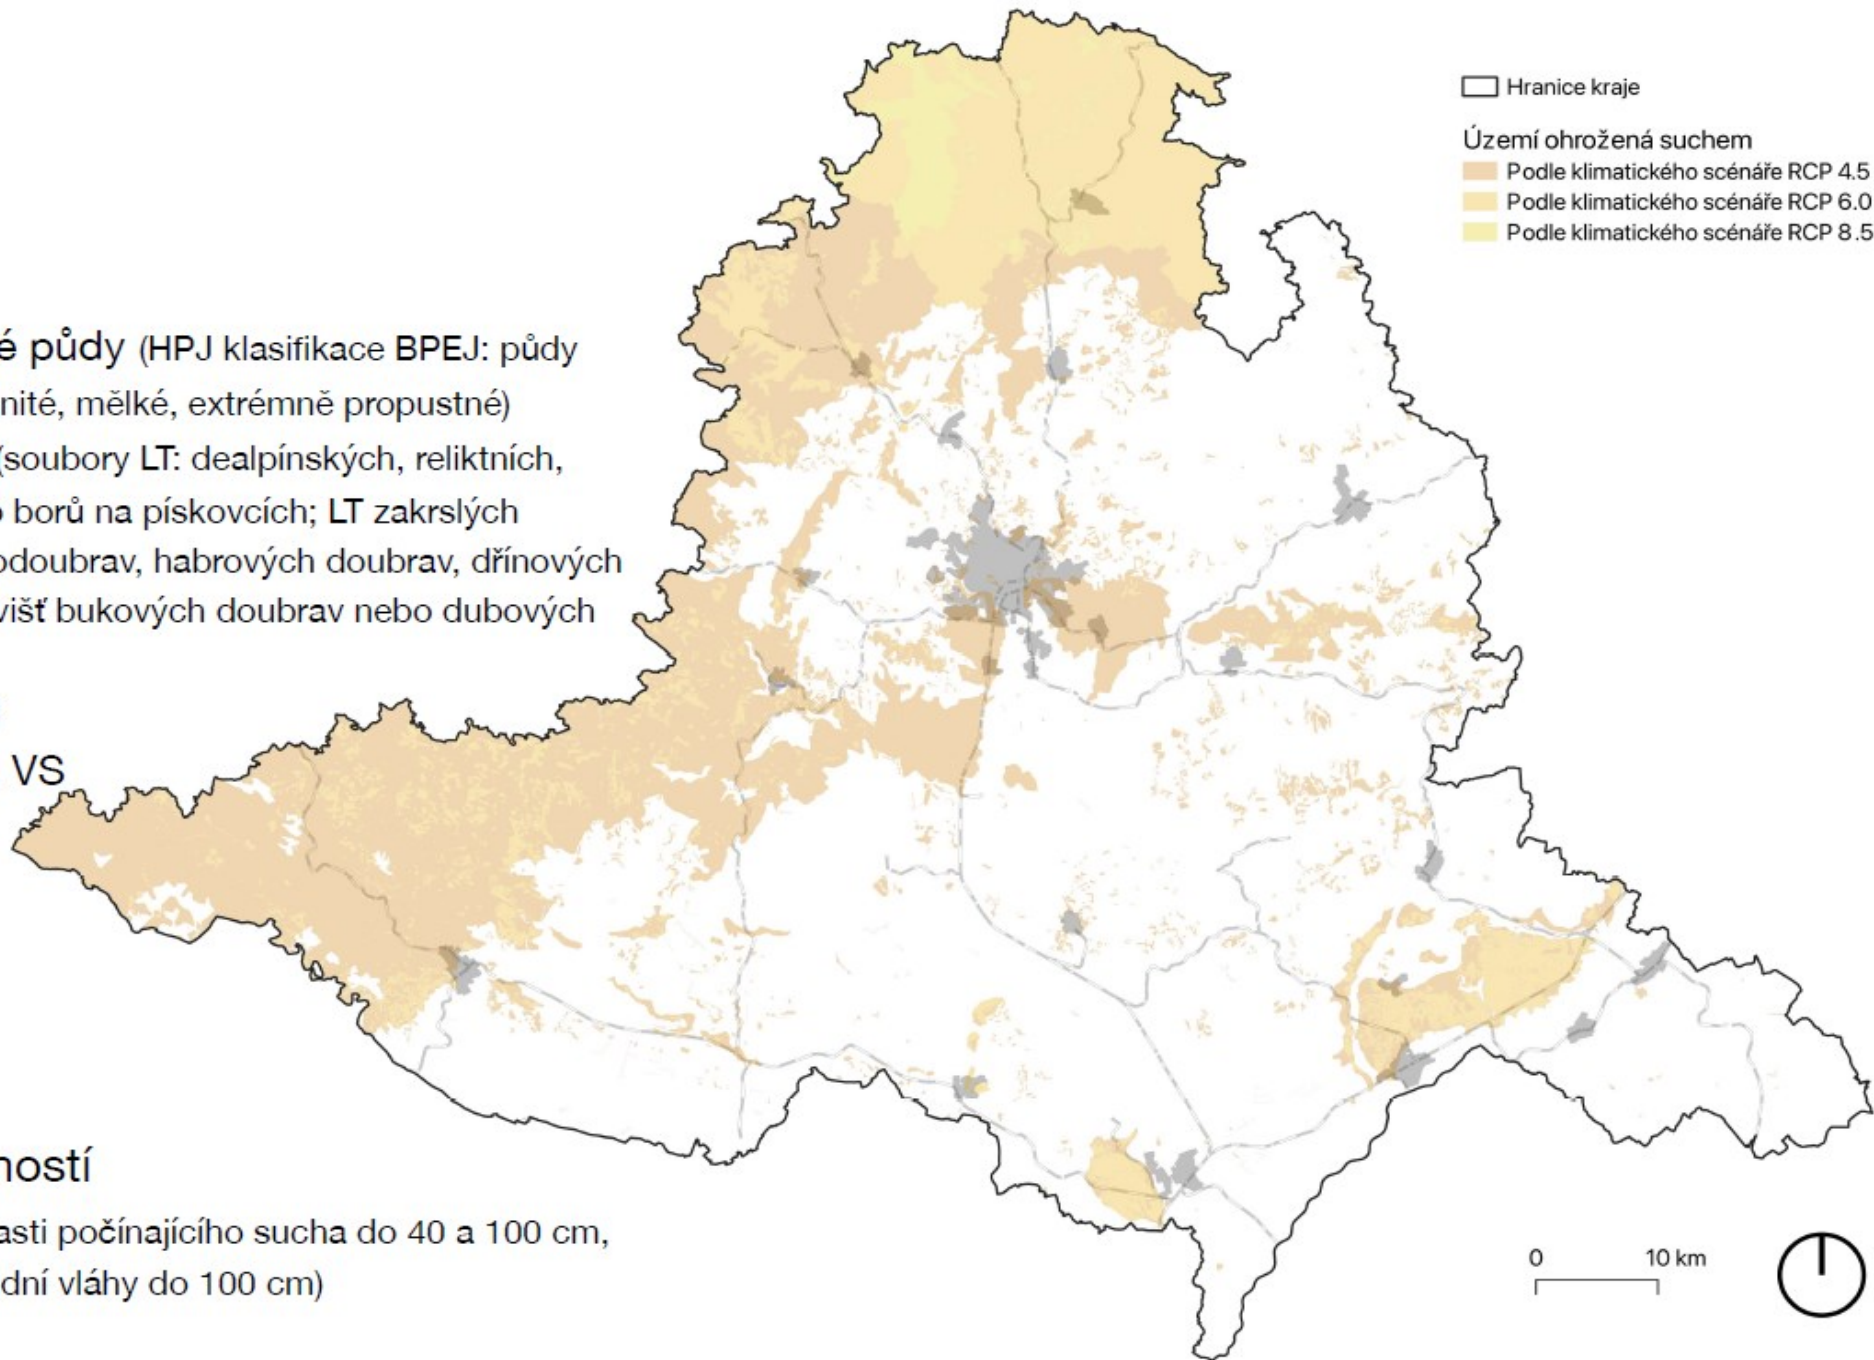 Hranice kraje
Území ohrožená suchem
Podle klimatického scénáře RCP 4.5
Podle klimatického scénáře RCP 6.0
Podle klimatického scénáře RCP 8.5
é půdy (HPJ klasifikace BPEJ: půdy
nité, mělké, extrémně propustné)
(soubory LT: dealpínských, reliktních,
o borů na pískovcích; LT zakrslých
odoubrav, habrových doubrav, dřínových
višť bukových doubrav nebo dubových
VS
ností
asti počínajícího sucha do 40 a 100 cm,
dní vláhy do 100 cm)
0 10 km